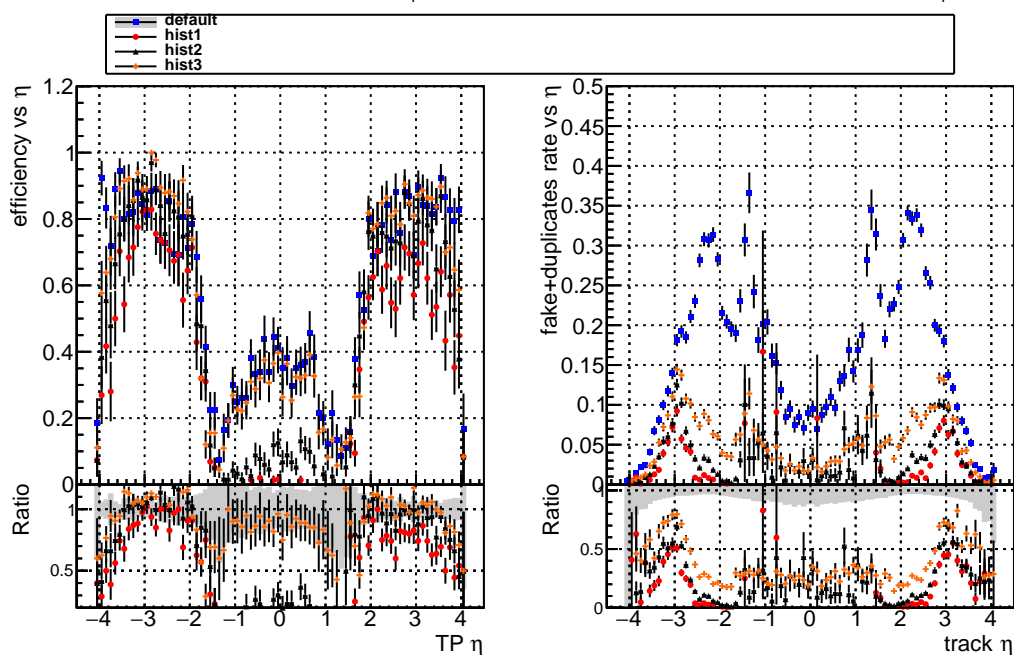 default
hist1
hist2
hist3
efficiency vs η
1.2
1
0.8
0.6
0.4
0.2
0
Ratio
1
0.5
−4 −3 −2 −1 0 1 2 3 4
TP η
fake+duplicates rate vs η
0.5
0.45
0.4
0.35
0.3
0.25
0.2
0.15
0.1
0.05
0
Ratio
1
0.5
0
−4 −3 −2 −1 0 1 2 3 4
track η